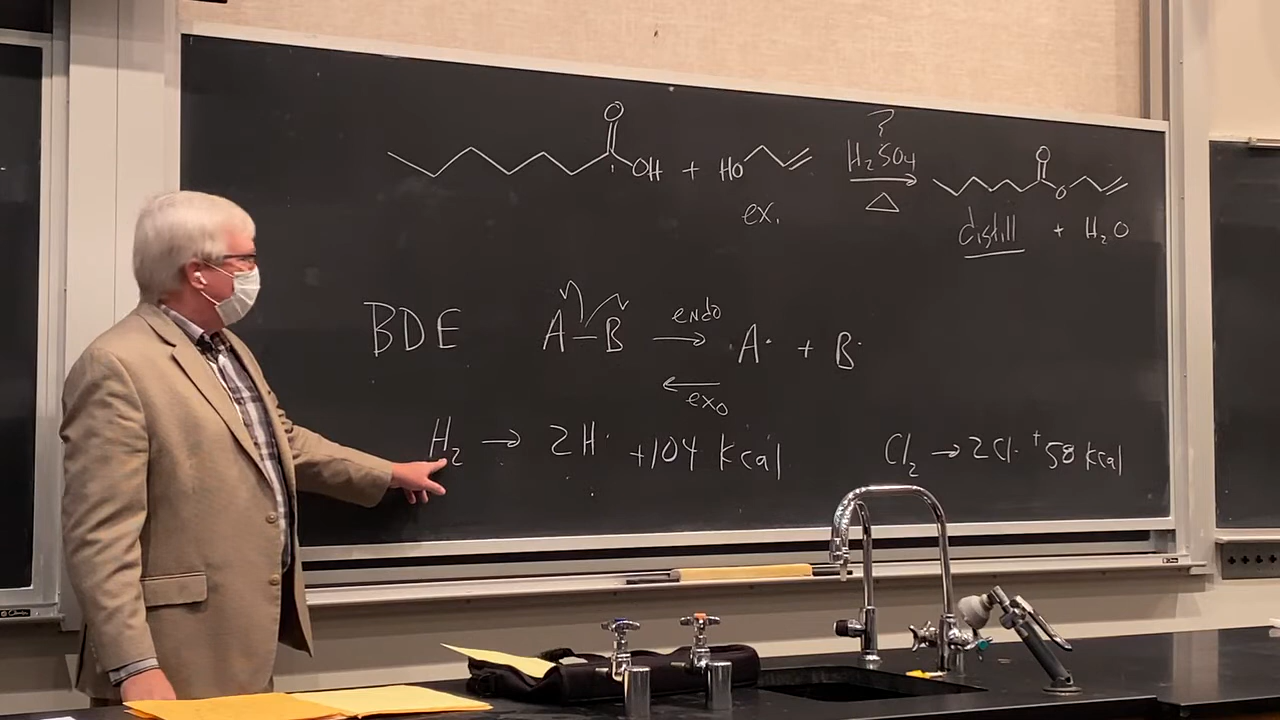 O
OH + HO
?
H₂SO₄
△
O
O
ex.
distill + H₂O
BDE A—B endo → ·A· + B·
← exo
H₂ → 2H· +104 kcal
Cl₂ → 2Cl· +58 kcal